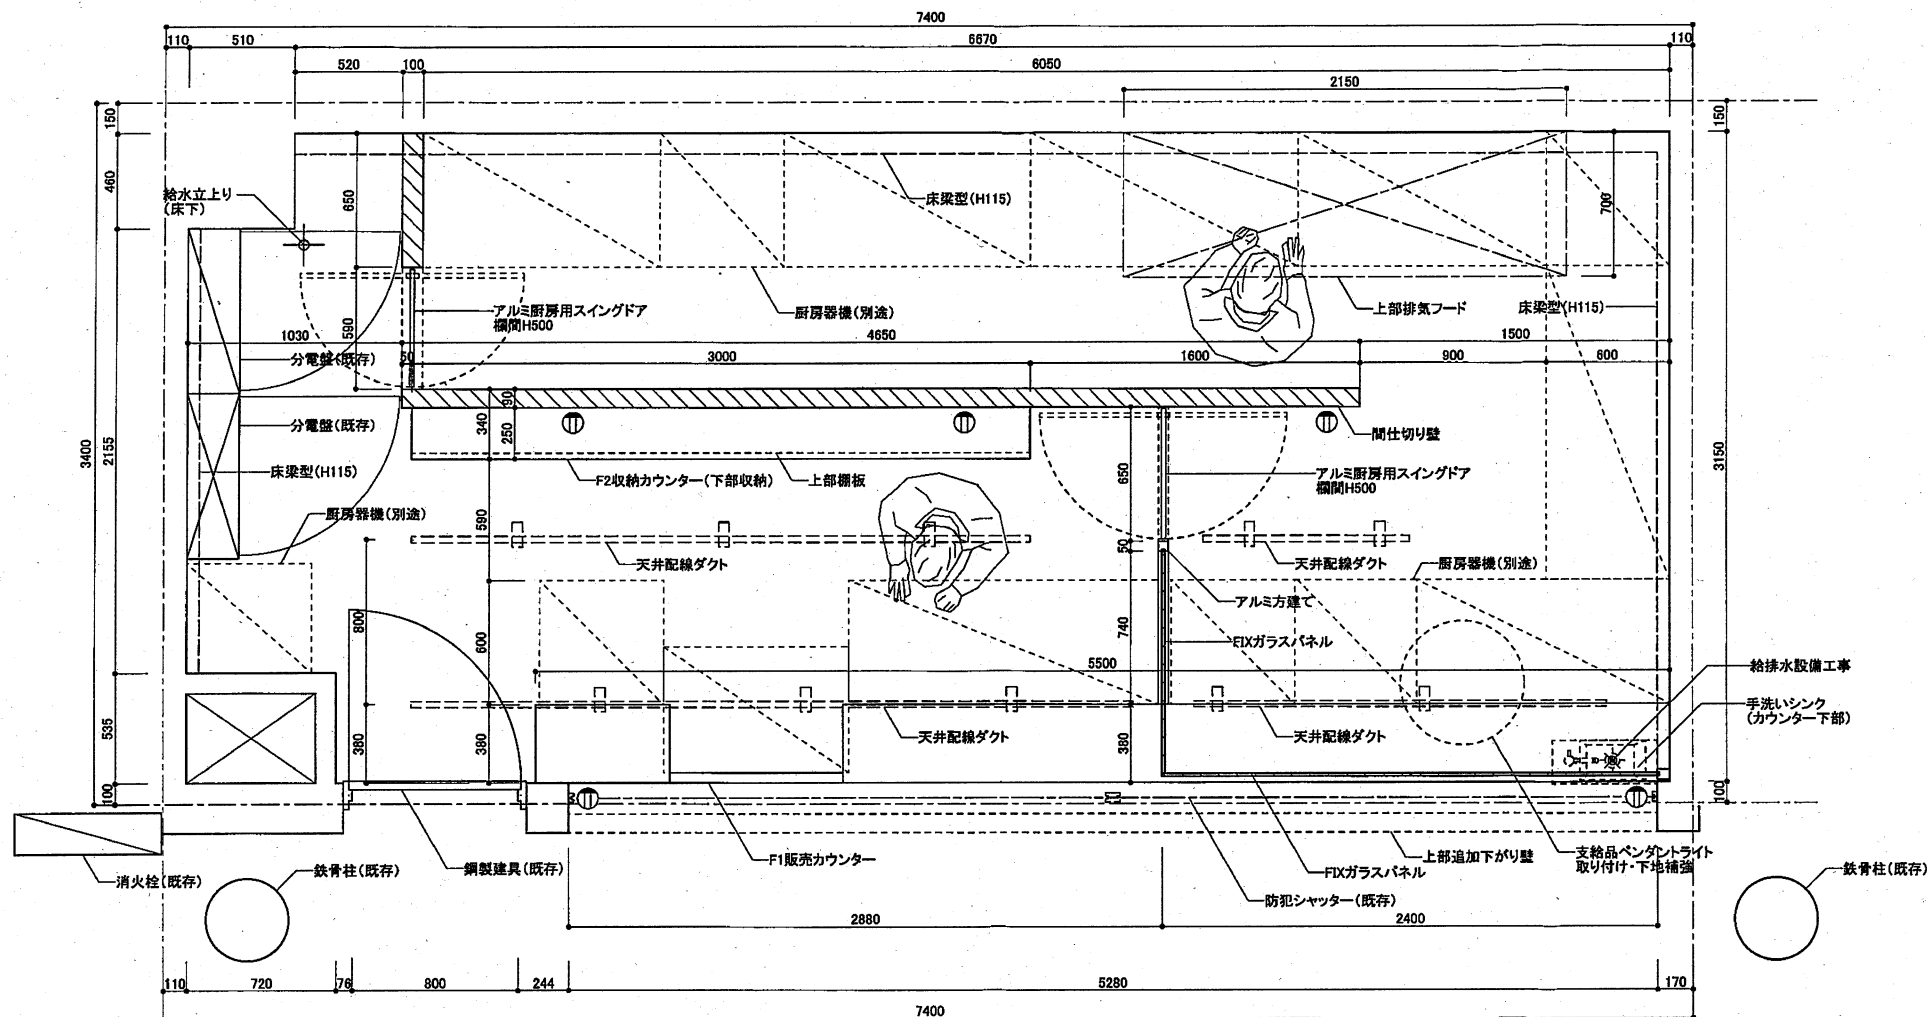 7400
110
510
6670
110
520
100
6050
2150
150
150
460
650
給水立上り
(床下)
床梁型(H115)
700
590
アルミ厨房用スイングドア
欄間H500
厨房器機(別途)
上部排気フード
床梁型(H115)
1030
4650
1500
分電盤(既存)
50
3000
1600
900
600
90
340
250
分電盤(既存)
間仕切り壁
3400
2155
3150
床梁型(H115)
F2収納カウンター(下部収納)
上部棚板
650
アルミ厨房用スイングドア
欄間H500
厨房器機(別途)
590
50
天井配線ダクト
天井配線ダクト
厨房器機(別途)
アルミ方建て
800
600
740
FIXガラスパネル
5500
給排水設備工事
手洗いシンク
(カウンター下部)
535
380
380
天井配線ダクト
380
天井配線ダクト
100
100
消火栓(既存)
鉄骨柱(既存)
鋼製建具(既存)
F1販売カウンター
上部追加下がり壁
FIXガラスパネル
防犯シャッター(既存)
支給品ペンダントライト
取り付け・下地補強
鉄骨柱(既存)
2880
2400
110
720
76
800
244
5280
170
7400